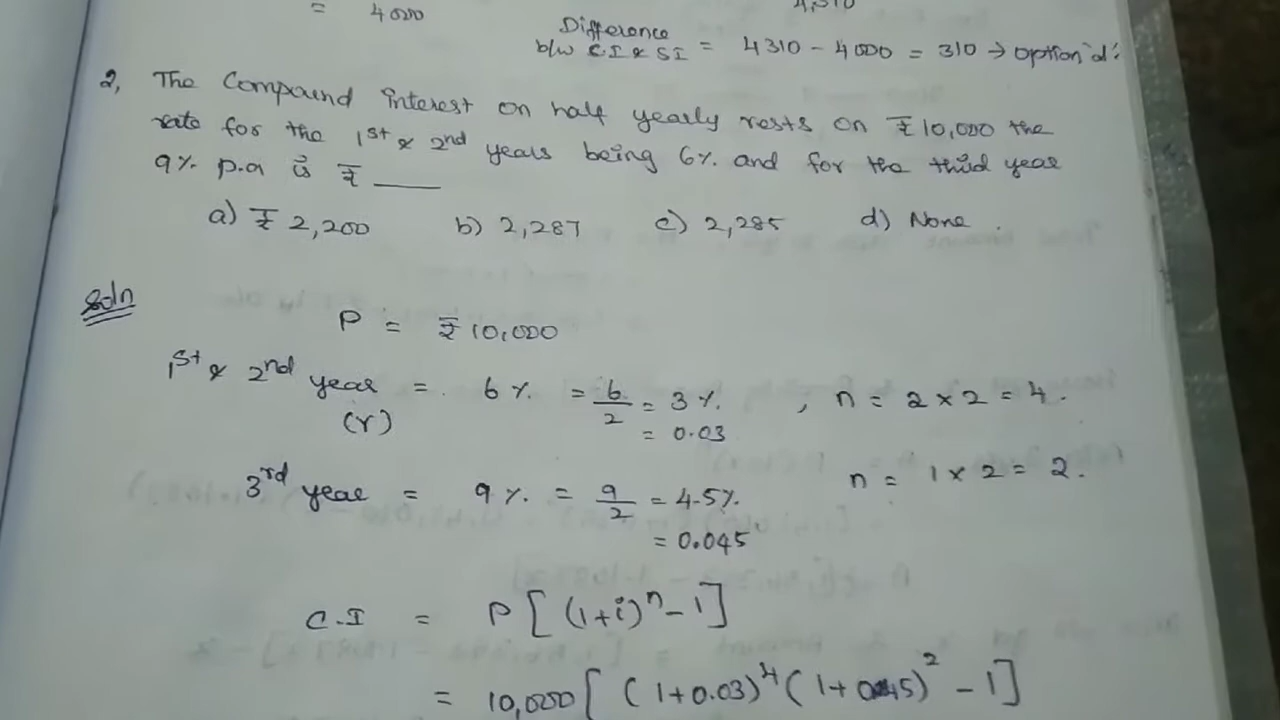 = 4000
Difference
b/w C.I & SI = 4310 - 4000 = 310 → option 'd'
2, The Compound interest on half yearly rests on ₹ 10,000 the
rate for the 1st & 2nd years being 6% and for the third year
9% p.a is ₹ ____
a) ₹ 2,200 b) 2,287 c) 2,285 d) None .
Soln
P = ₹ 10,000
1st & 2nd year = 6 % = 6/2 = 3 % , n = 2 × 2 = 4 .
(r) = 0.03
3rd year = 9 % = 9/2 = 4.5% n = 1 × 2 = 2 .
= 0.045
C.I = P [ (1+i)^n - 1 ]
= 10,000 [ (1+0.03)^4 (1+0.045)^2 - 1 ]